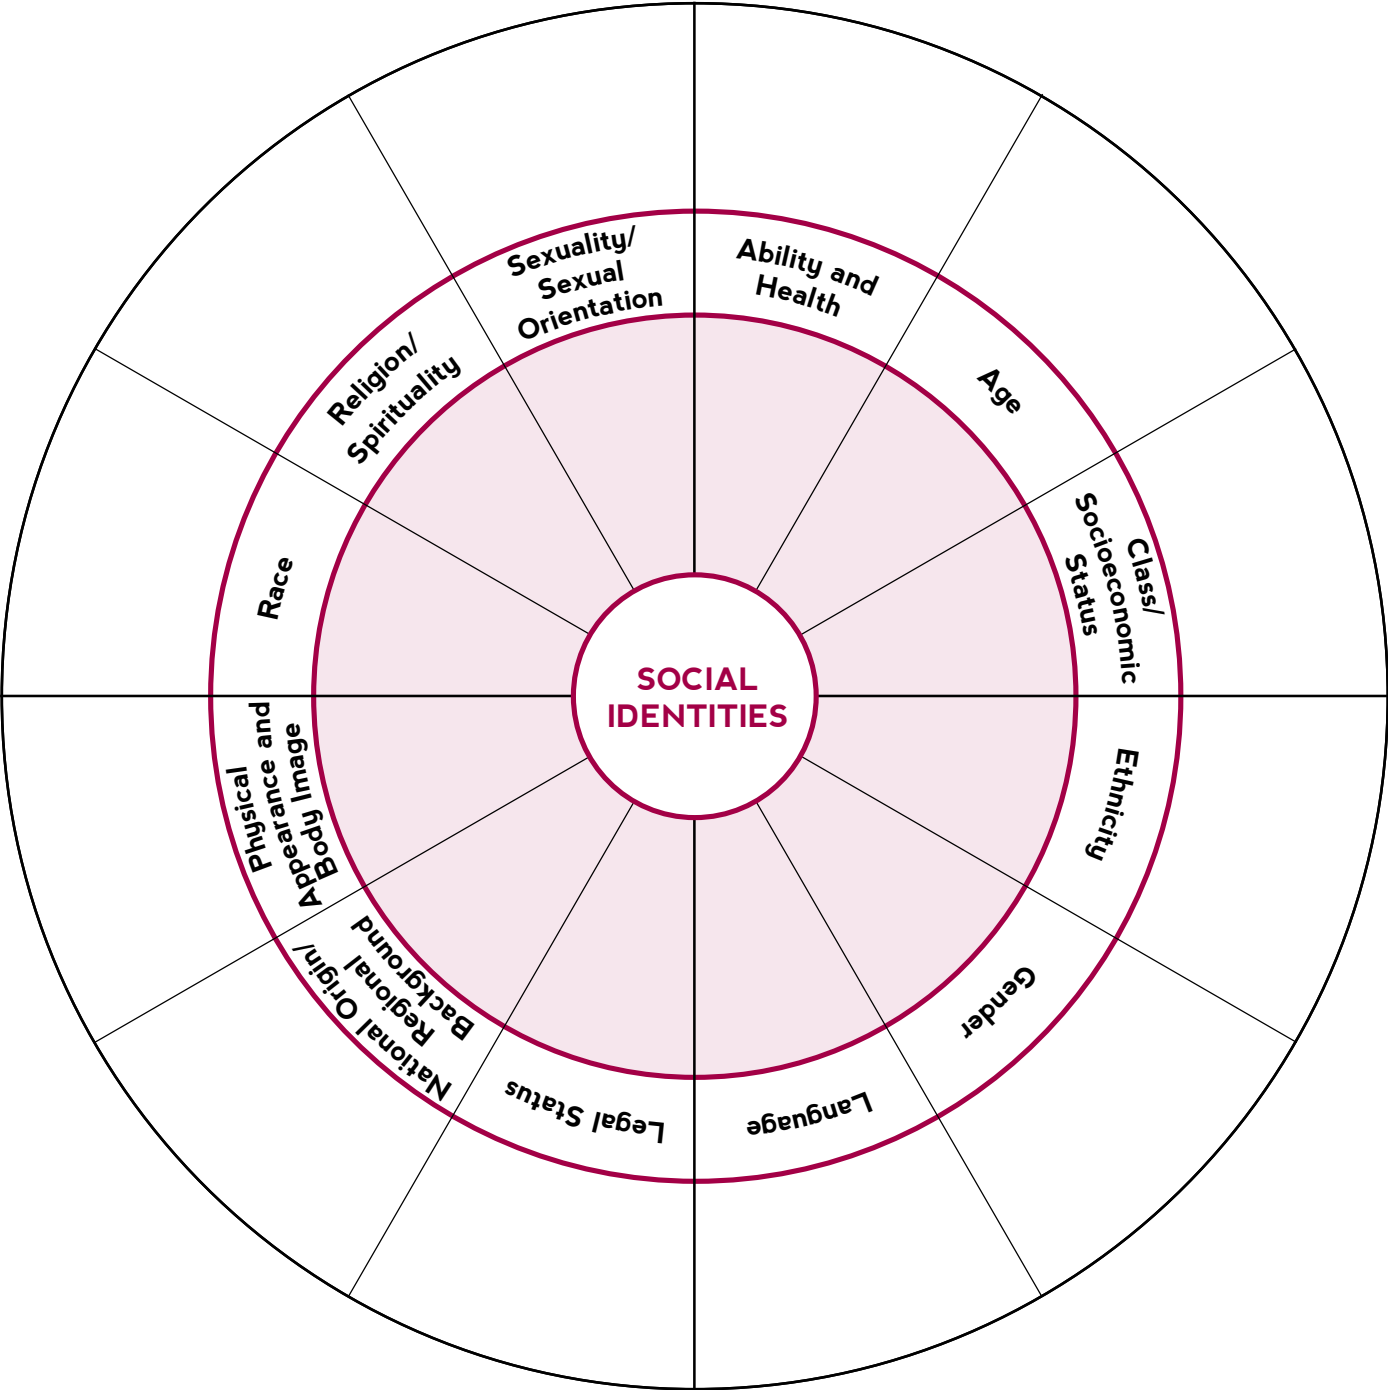 SOCIAL
IDENTITIES
Ability and
Health
Age
Class/
Socioeconomic
Status
Ethnicity
Gender
Language
Legal Status
National Origin/
Regional
Background
Physical
Appearance and
Body Image
Race
Religion/
Spirituality
Sexuality/
Sexual
Orientation